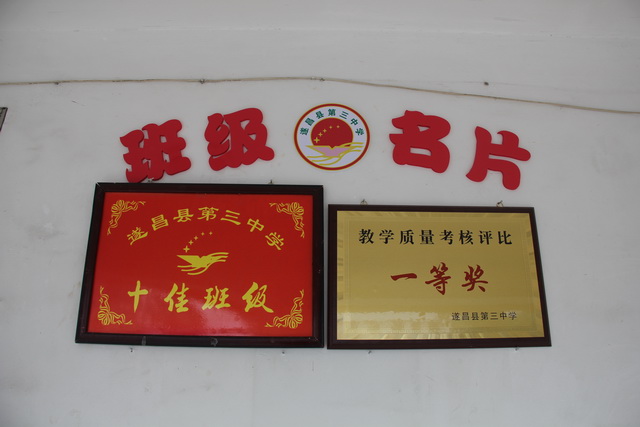 班级名片
遂昌县第三中学
遂昌县第三中学
十佳班级
教学质量考核评比
一等奖
遂昌县第三中学